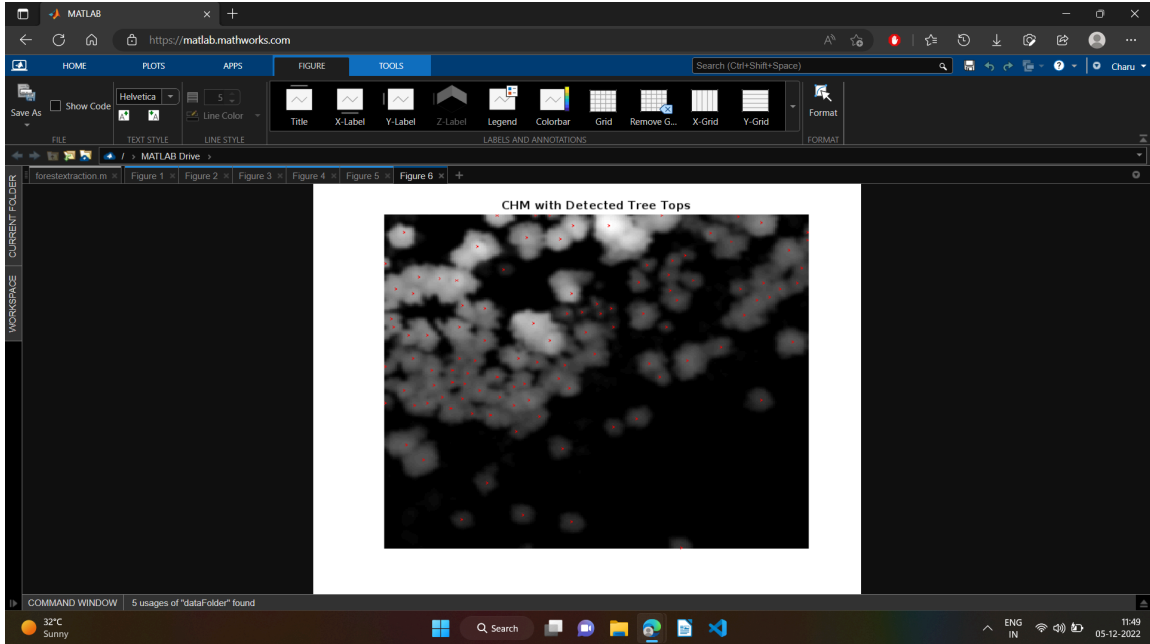 MATLAB
https://matlab.mathworks.com
HOME PLOTS APPS FIGURE TOOLS Search (Ctrl+Shift+Space) Charu
Save As Show Code Helvetica 5 Line Color Title X-Label Y-Label Z-Label Legend Colorbar Grid Remove G... X-Grid Y-Grid Format
FILE TEXT STYLE LINE STYLE LABELS AND ANNOTATIONS FORMAT
/ › MATLAB Drive ›
forestextraction.m Figure 1 Figure 2 Figure 3 Figure 4 Figure 5 Figure 6
CURRENT FOLDER
WORKSPACE
CHM with Detected Tree Tops
COMMAND WINDOW 5 usages of "dataFolder" found
32°C
Sunny
Search
ENG
IN
11:49
05-12-2022